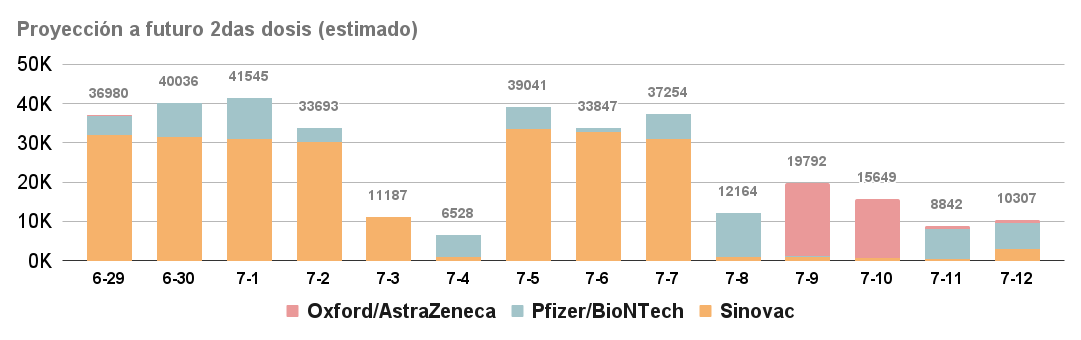 Proyección a futuro 2das dosis (estimado)
50K
40K
30K
20K
10K
0K
36980
40036
41545
33693
11187
6528
39041
33847
37254
12164
19792
15649
8842
10307
6-29
6-30
7-1
7-2
7-3
7-4
7-5
7-6
7-7
7-8
7-9
7-10
7-11
7-12
Oxford/AstraZeneca
Pfizer/BioNTech
Sinovac